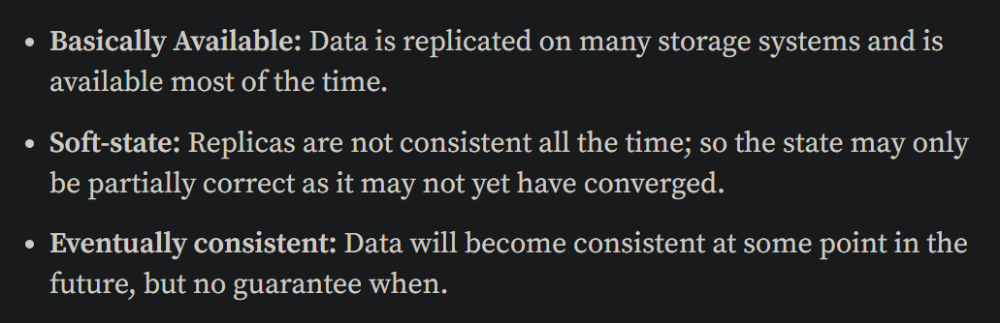 • Basically Available: Data is replicated on many storage systems and is
available most of the time.
• Soft-state: Replicas are not consistent all the time; so the state may only
be partially correct as it may not yet have converged.
• Eventually consistent: Data will become consistent at some point in the
future, but no guarantee when.